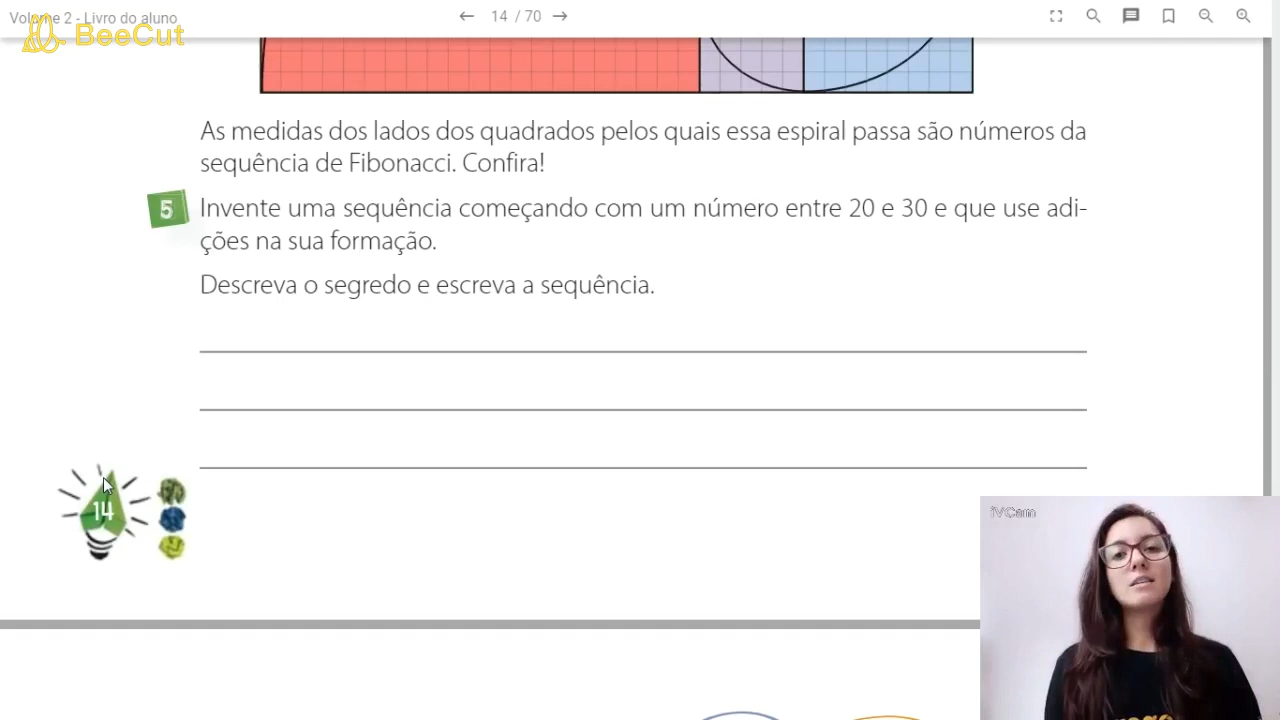 Volume 2 - Livro do aluno
14 / 70
BeeCut
As medidas dos lados dos quadrados pelos quais essa espiral passa são números da
sequência de Fibonacci. Confira!
5 Invente uma sequência começando com um número entre 20 e 30 e que use adi-
ções na sua formação.
Descreva o segredo e escreva a sequência.
14
iVCam